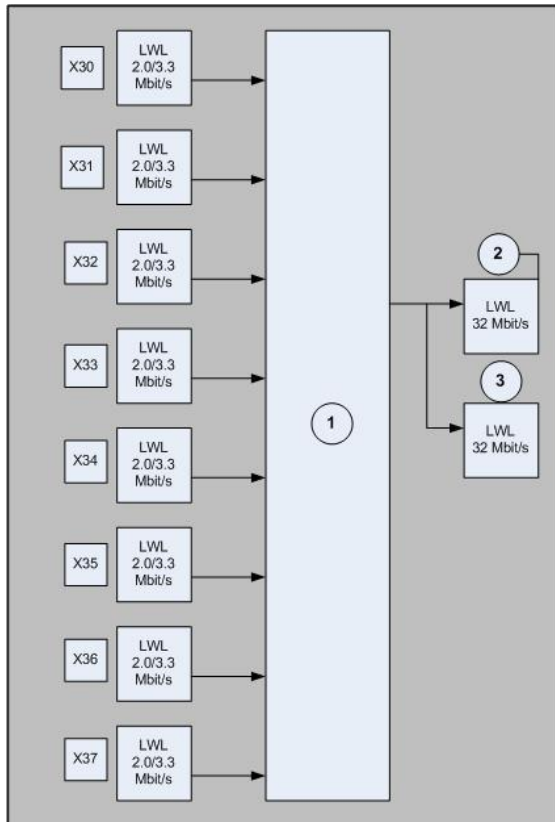 X30
LWL
2.0/3.3
Mbit/s
X31
LWL
2.0/3.3
Mbit/s
X32
LWL
2.0/3.3
Mbit/s
X33
LWL
2.0/3.3
Mbit/s
X34
LWL
2.0/3.3
Mbit/s
X35
LWL
2.0/3.3
Mbit/s
X36
LWL
2.0/3.3
Mbit/s
X37
LWL
2.0/3.3
Mbit/s
1
2
LWL
32 Mbit/s
3
LWL
32 Mbit/s